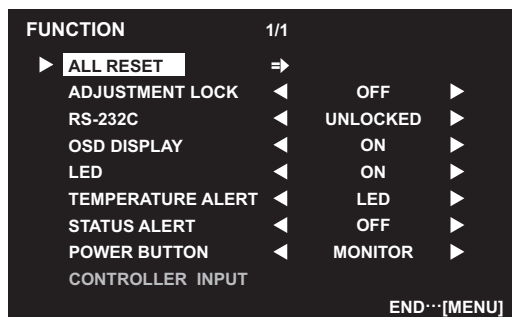 FUNCTION 1/1
ALL RESET
ADJUSTMENT LOCK OFF
RS-232C UNLOCKED
OSD DISPLAY ON
LED ON
TEMPERATURE ALERT LED
STATUS ALERT OFF
POWER BUTTON MONITOR
CONTROLLER INPUT
END···[MENU]